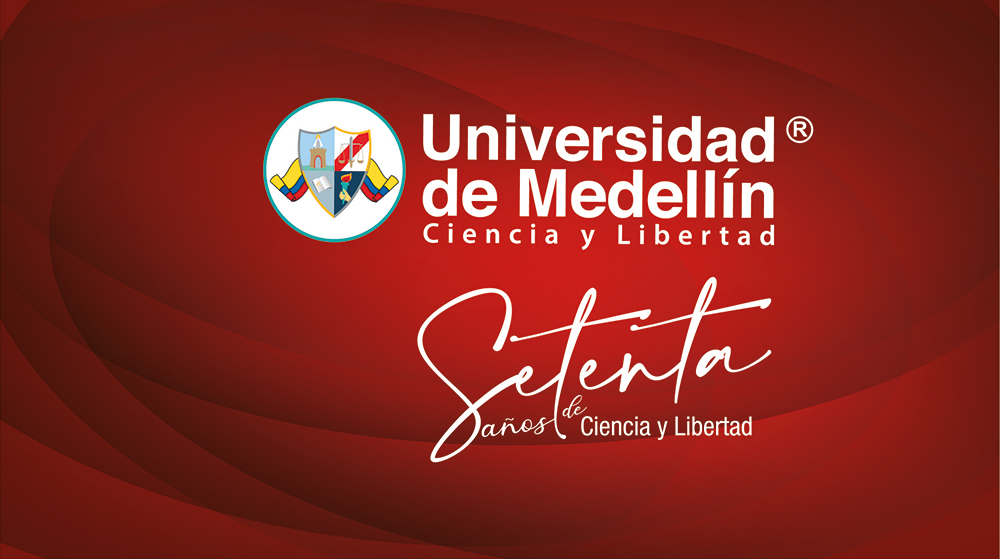 Universidad ®
de Medellín
Ciencia y Libertad
Setenta
años de Ciencia y Libertad